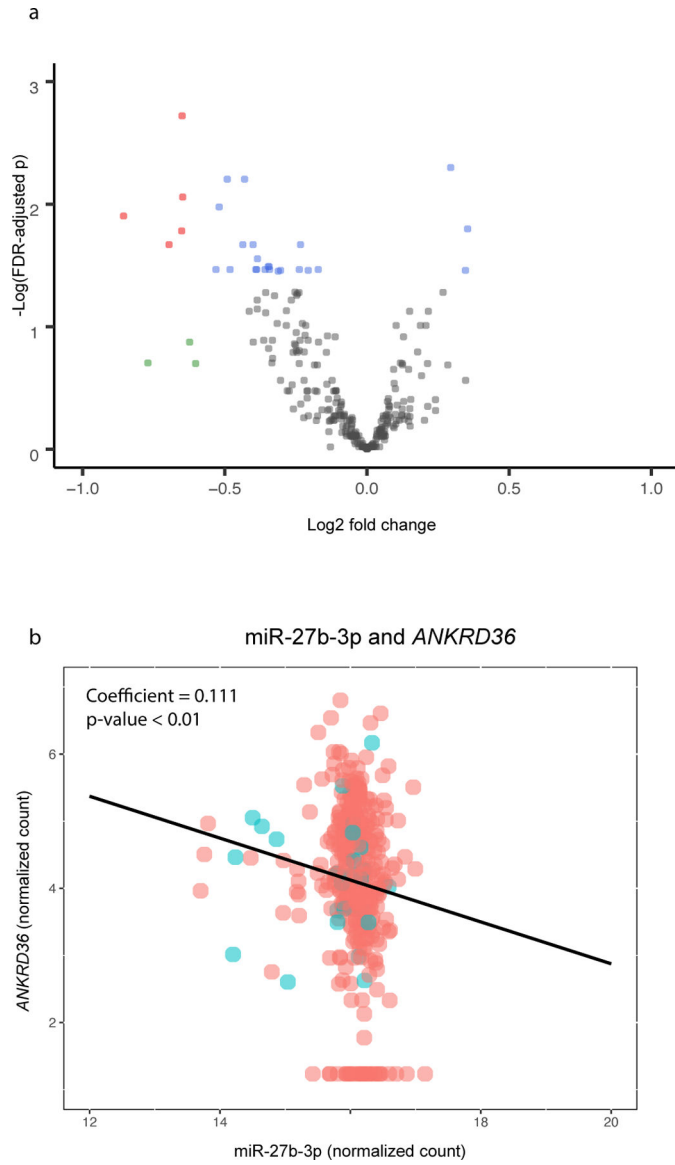 a
3
2
1
0
-Log(FDR-adjusted p)
−1.0 −0.5 0.0 0.5 1.0
Log2 fold change
b
miR-27b-3p and ANKRD36
Coefficient = 0.111
p-value < 0.01
6
4
2
ANKRD36 (normalized count)
12 14 16 18 20
miR-27b-3p (normalized count)